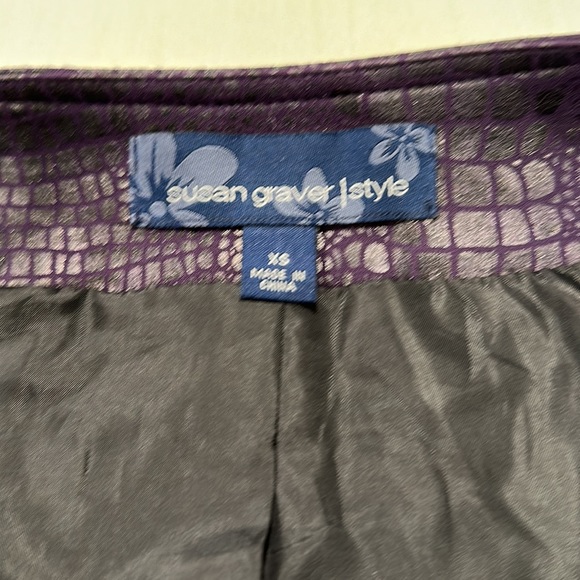 susan graver | style
XS
MADE IN
CHINA